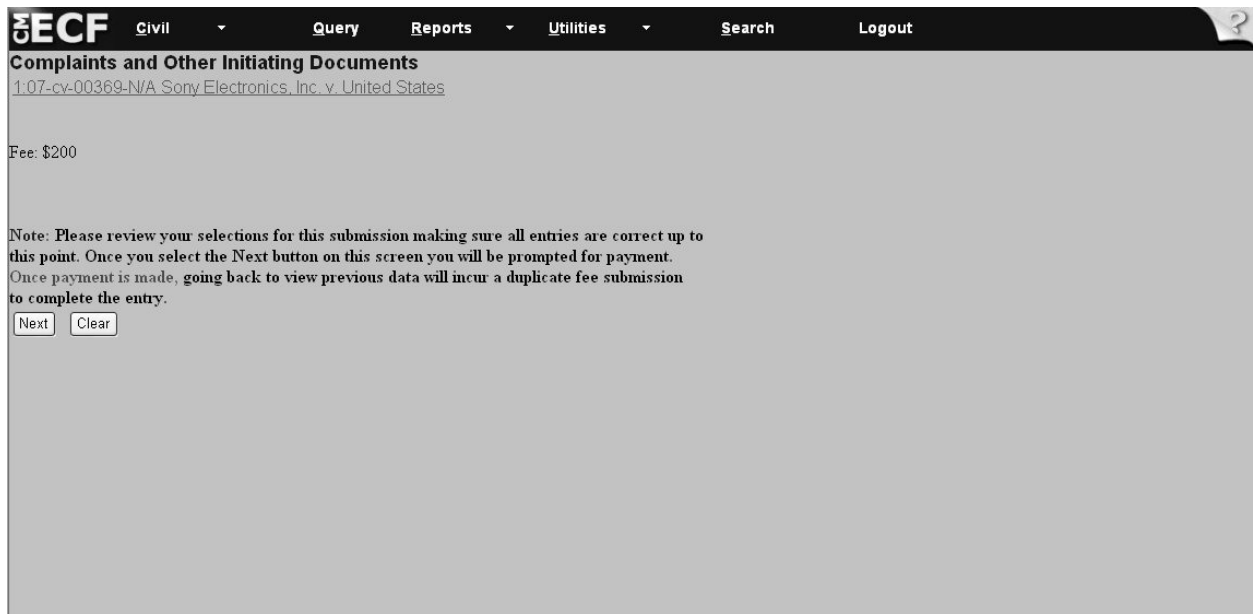 CM ECF Civil Query Reports Utilities Search Logout ?
Complaints and Other Initiating Documents
1:07-cv-00369-N/A Sony Electronics, Inc. v. United States
Fee: $200
Note: Please review your selections for this submission making sure all entries are correct up to
this point. Once you select the Next button on this screen you will be prompted for payment.
Once payment is made, going back to view previous data will incur a duplicate fee submission
to complete the entry.
Next Clear